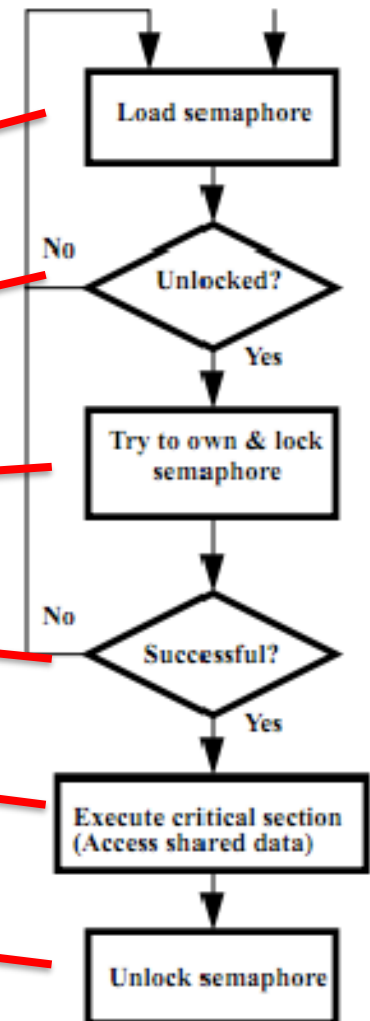 Load semaphore
No
Unlocked?
Yes
Try to own & lock
semaphore
No
Successful?
Yes
Execute critical section
(Access shared data)
Unlock semaphore